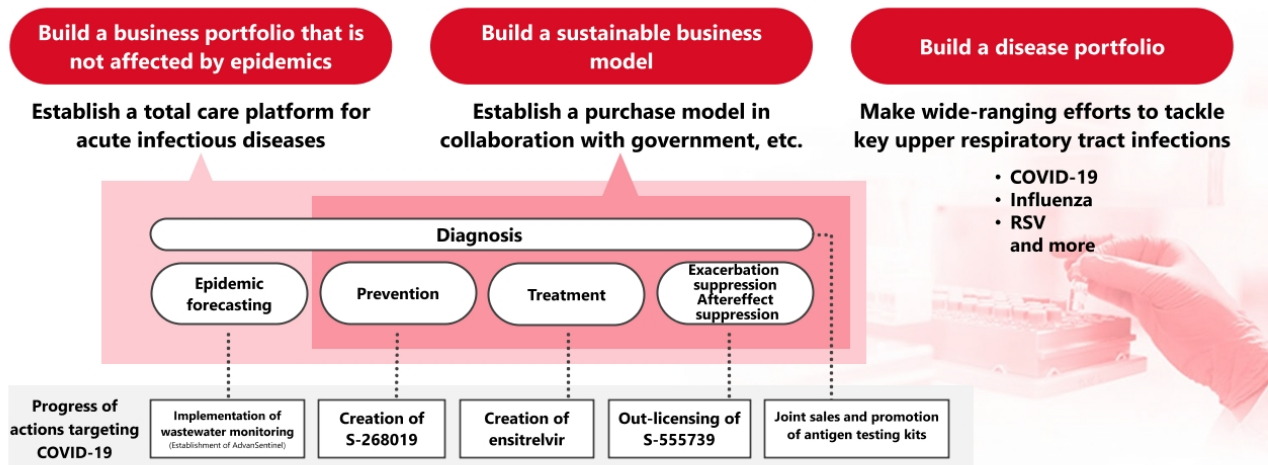 Build a business portfolio that is
not affected by epidemics
Build a sustainable business
model
Build a disease portfolio
Establish a total care platform for
acute infectious diseases
Establish a purchase model in
collaboration with government, etc.
Make wide-ranging efforts to tackle
key upper respiratory tract infections
• COVID-19
• Influenza
• RSV
and more
Diagnosis
Epidemic
forecasting
Prevention
Treatment
Exacerbation
suppression
Aftereffect
suppression
Progress of
actions targeting
COVID-19
Implementation of
wastewater monitoring
(Establishment of AdvanSentinel)
Creation of
S-268019
Creation of
ensitrelvir
Out-licensing of
S-555739
Joint sales and promotion
of antigen testing kits